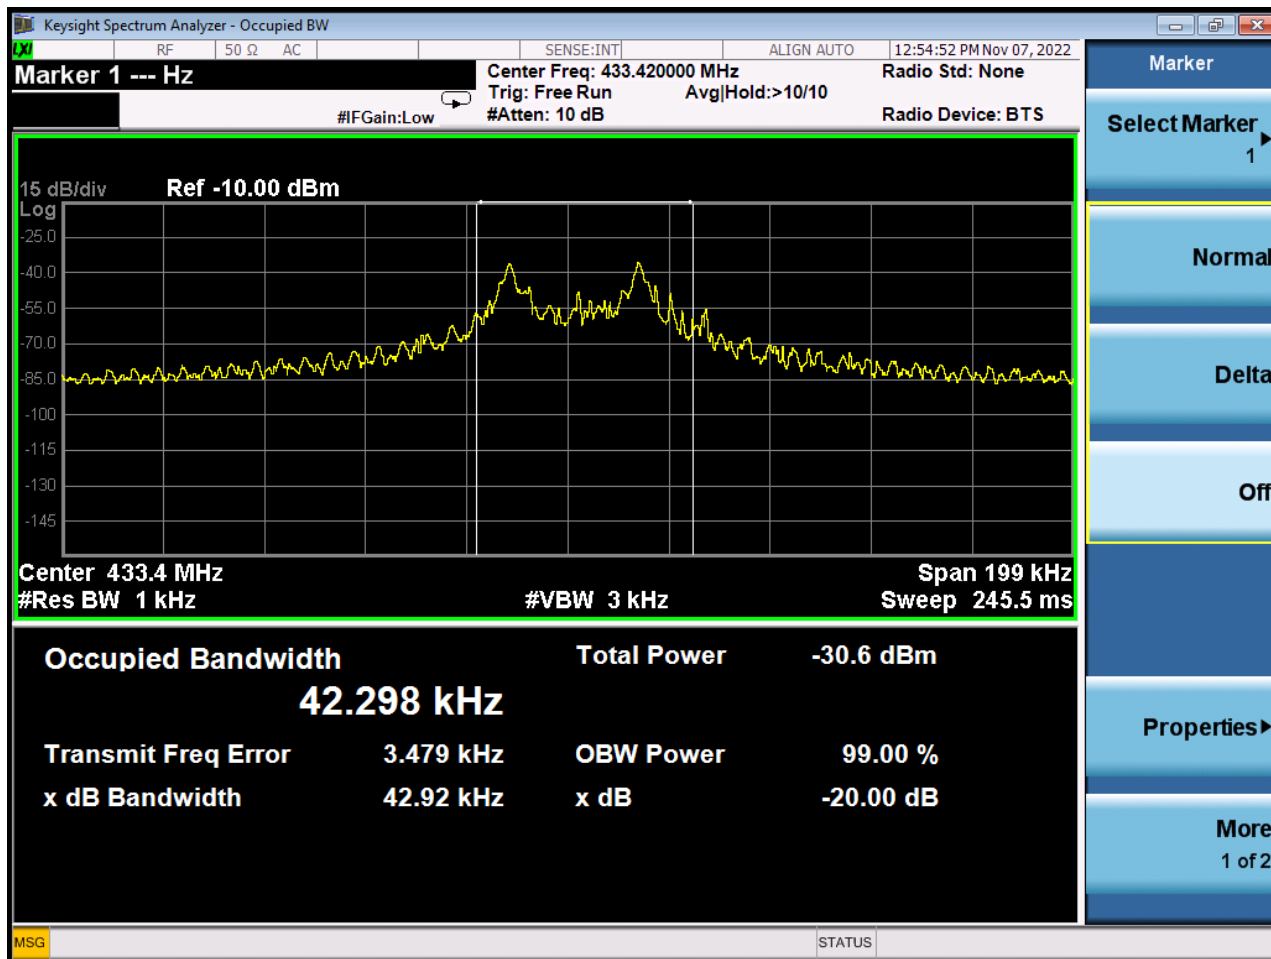 Keysight Spectrum Analyzer - Occupied BW
LXI
RF 50 Ω AC SENSE:INT ALIGN AUTO 12:54:52 PM Nov 07, 2022
Marker 1 --- Hz
Center Freq: 433.420000 MHz Radio Std: None
Trig: Free Run Avg|Hold:>10/10
#IFGain:Low #Atten: 10 dB Radio Device: BTS
15 dB/div Ref -10.00 dBm
Log
-25.0
-40.0
-55.0
-70.0
-85.0
-100
-115
-130
-145
Center 433.4 MHz Span 199 kHz
#Res BW 1 kHz #VBW 3 kHz Sweep 245.5 ms
Occupied Bandwidth Total Power -30.6 dBm
42.298 kHz
Transmit Freq Error 3.479 kHz OBW Power 99.00 %
x dB Bandwidth 42.92 kHz x dB -20.00 dB
MSG STATUS
Marker
Select Marker
1
Normal
Delta
Off
Properties
More
1 of 2